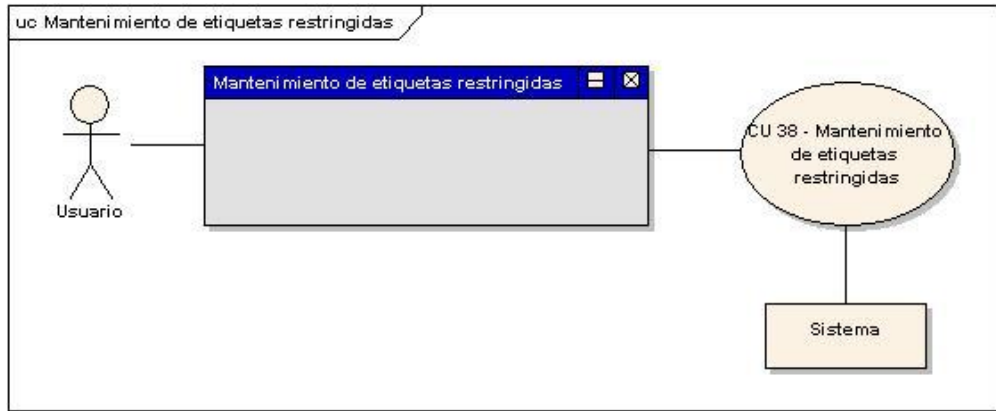 uc Mantenimiento de etiquetas restringidas
Mantenimiento de etiquetas restringidas
Usuario
CU 38 - Mantenimiento
de etiquetas
restringidas
Sistema